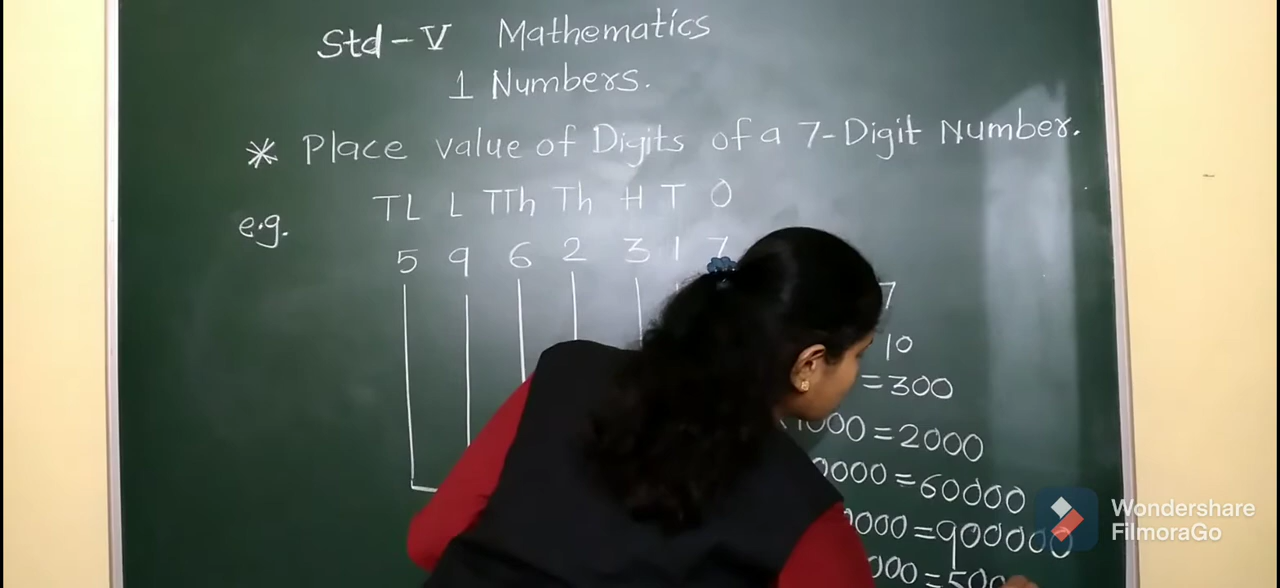 Std-V Mathematics
1 Numbers.
* Place value of Digits of a 7-Digit Number.
TL L TTh Th H T O
e.g.
5 9 6 2 3 1 7
7
10
=300
1000=2000
0000=60000
0000=900000
000=500
Wondershare
FilmoraGo